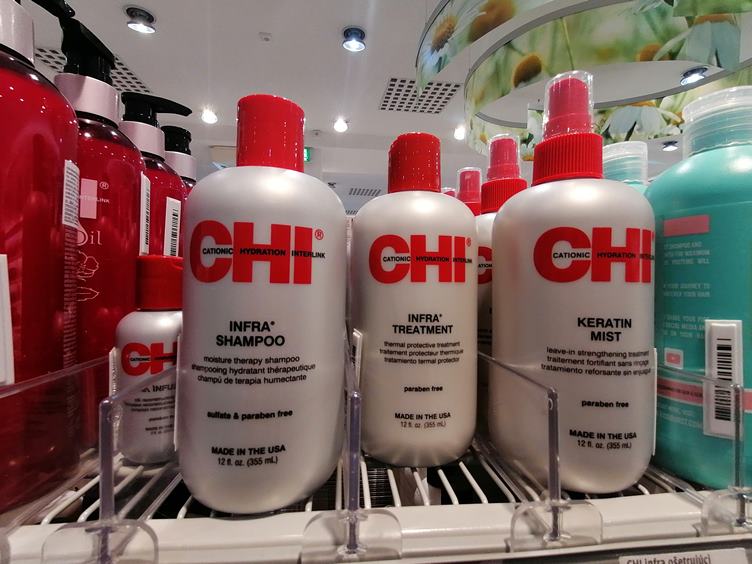 CHI®
CATIONIC HYDRATION INTERLINK
INFRA®
SHAMPOO
moisture therapy shampoo
shampooing hydratant thérapeutique
champú de terapia humectante
sulfate & paraben free
MADE IN THE USA
12 fl. oz. (355 mL)
CHI®
CATIONIC HYDRATION INTERLINK
INFRA®
TREATMENT
thermal protective treatment
traitement protecteur thermique
tratamiento termal protector
paraben free
MADE IN THE USA
12 fl. oz. (355 mL)
CHI
CATIONIC HYDRATION INTERLINK
KERATIN
MIST
leave-in strengthening treatment
traitement fortifiant sans rinçage
tratamiento reforsante sin enjuague
paraben free
MADE IN THE USA
12 fl. oz. (355 mL)
CHI
CHI infra ošetrujúci